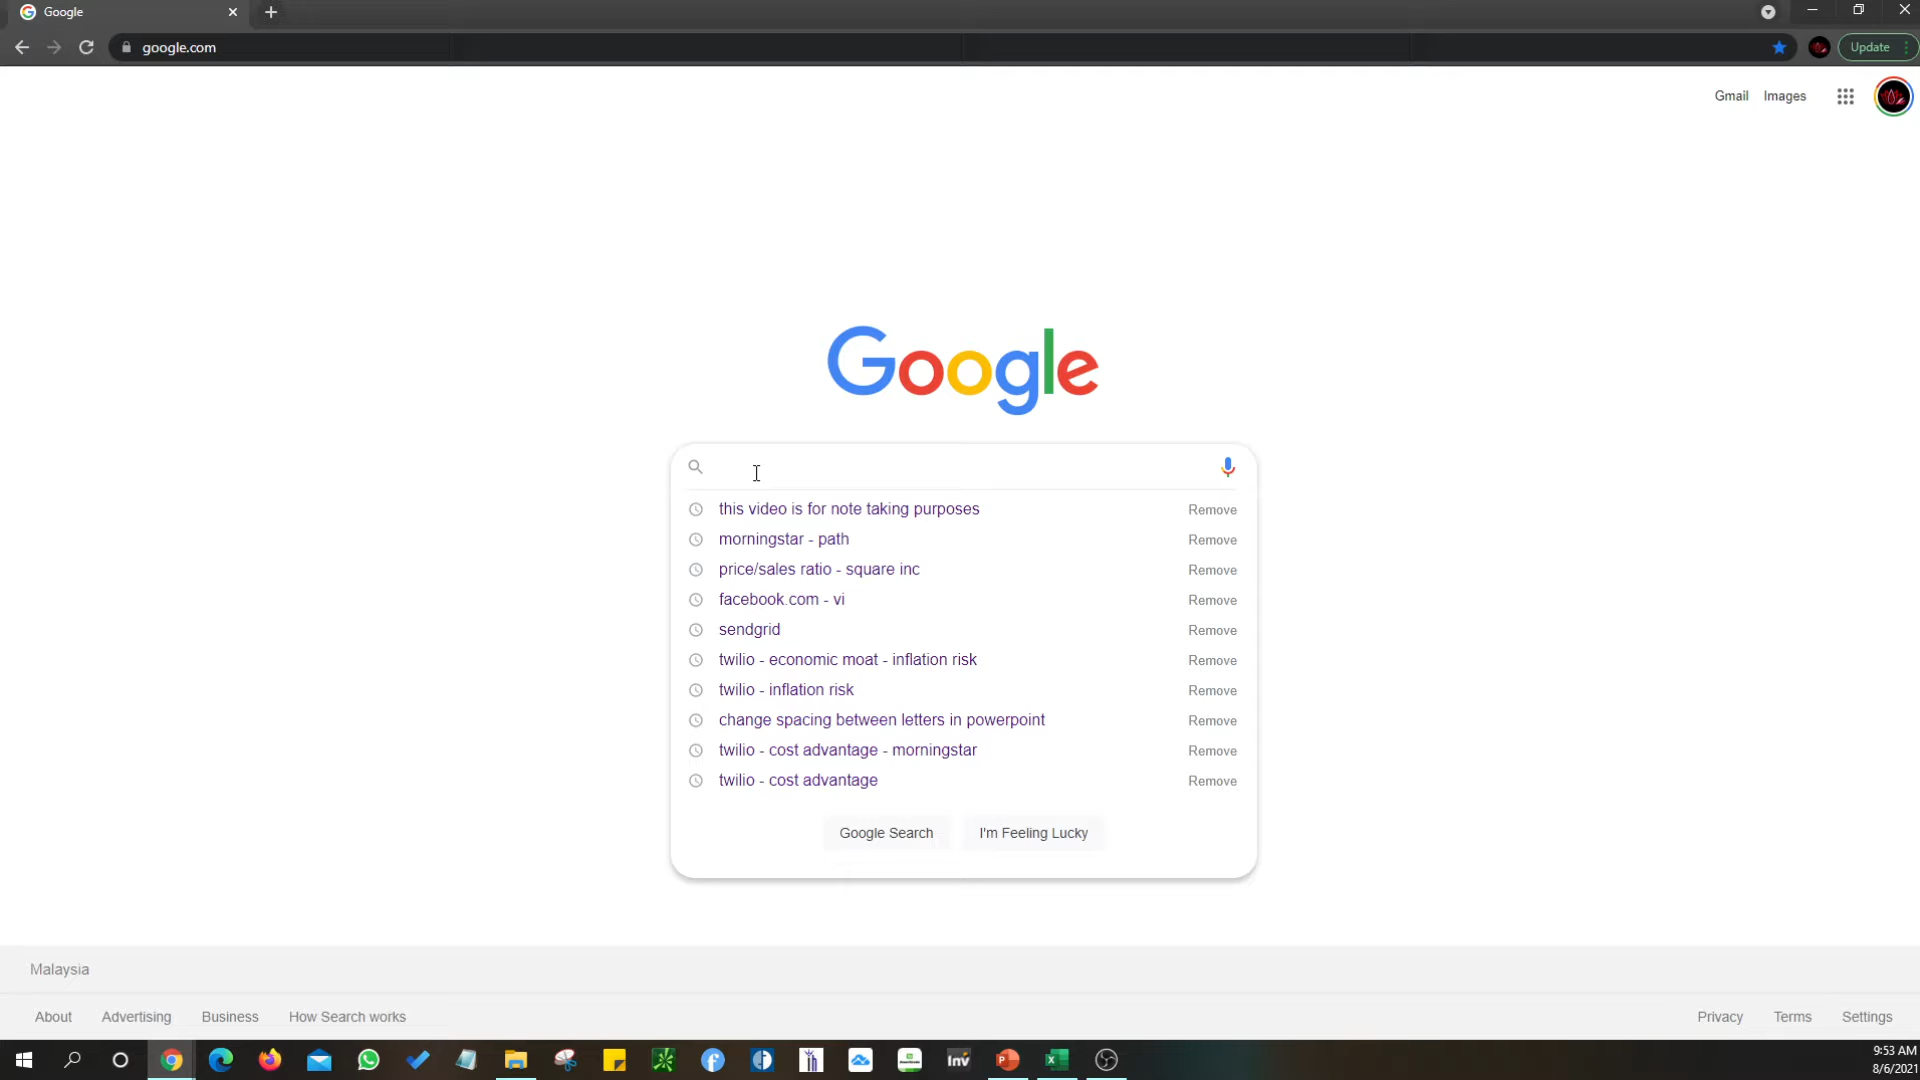 Google
google.com
Update
Gmail Images
Google
this video is for note taking purposes Remove
morningstar - path Remove
price/sales ratio - square inc Remove
facebook.com - vi Remove
sendgrid Remove
twilio - economic moat - inflation risk Remove
twilio - inflation risk Remove
change spacing between letters in powerpoint Remove
twilio - cost advantage - morningstar Remove
twilio - cost advantage Remove
Google Search I'm Feeling Lucky
Malaysia
About Advertising Business How Search works Privacy Terms Settings
Inv
9:53 AM
8/6/2021